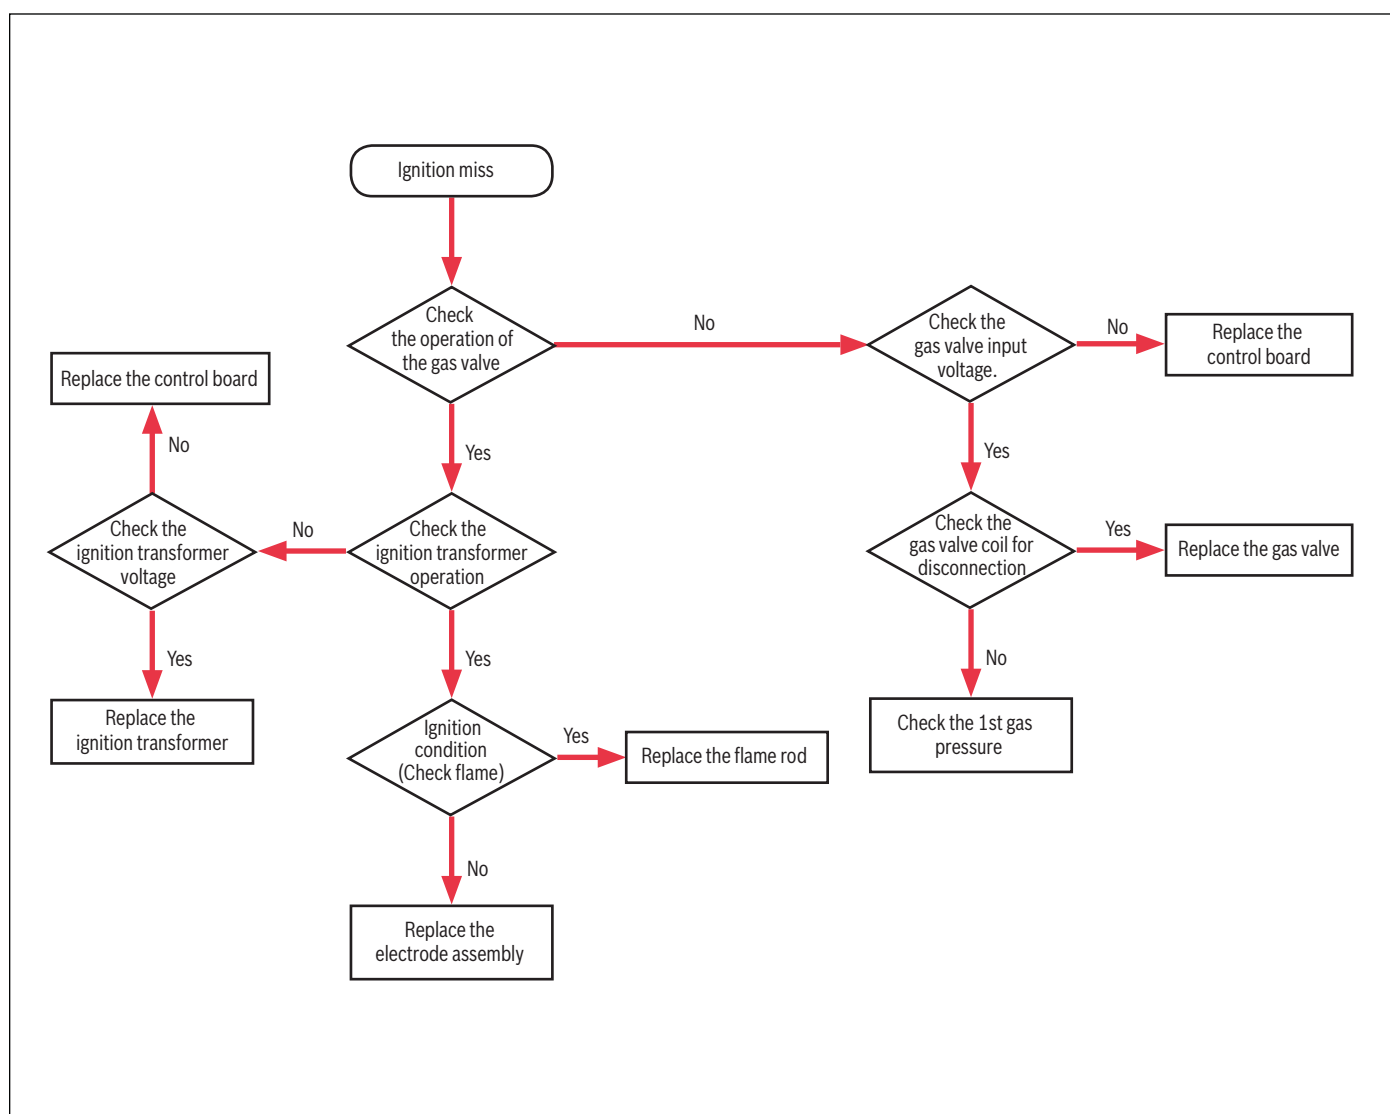 Ignition miss
Check
the operation of
the gas valve
No
Check the
gas valve input
voltage.
No
Replace the
control board
Replace the control board
No
Yes
Yes
Check the
ignition transformer
voltage
No
Check the
ignition transformer
operation
Check the
gas valve coil for
disconnection
Yes
Replace the gas valve
Yes
Yes
No
Replace the
ignition transformer
Ignition
condition
(Check flame)
Yes
Replace the flame rod
Check the 1st gas
pressure
No
Replace the
electrode assembly